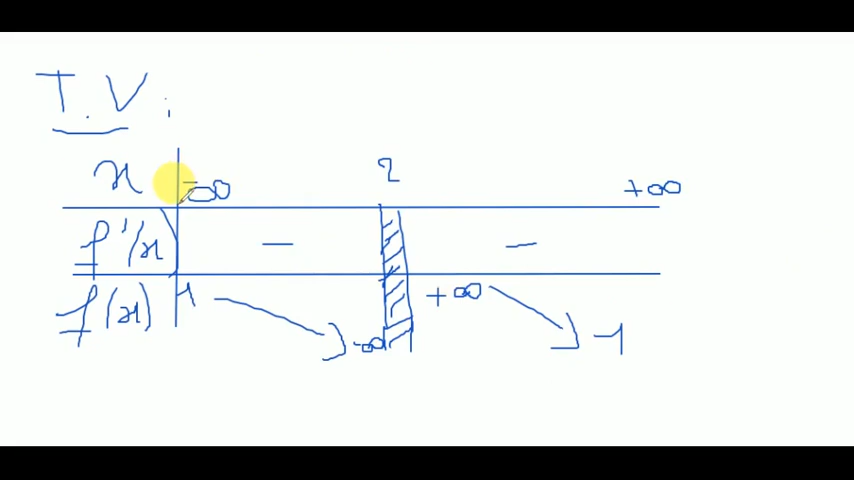 T.V.
x -∞ 2 +∞
f'(x) - -
f(x) -1 -∞ +∞ -1